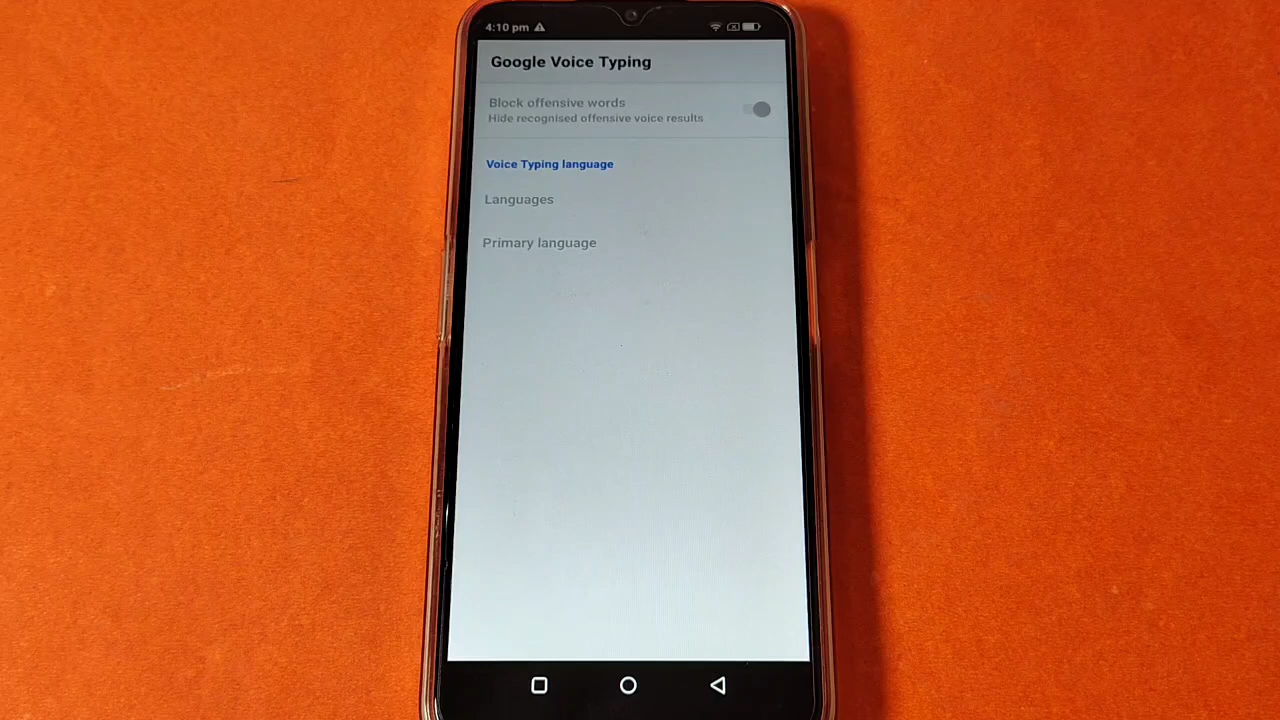 4:10 pm
Google Voice Typing
Block offensive words
Hide recognised offensive voice results
Voice Typing language
Languages
Primary language